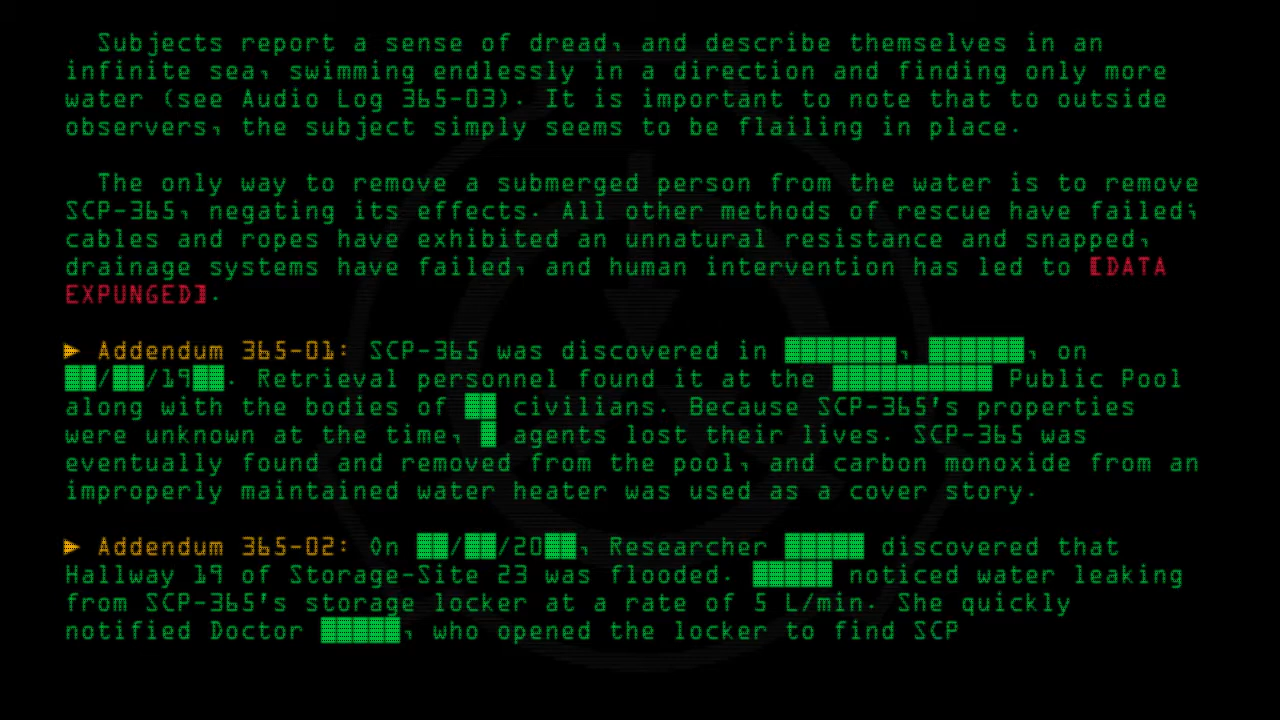 Subjects report a sense of dread, and describe themselves in an
infinite sea, swimming endlessly in a direction and finding only more
water (see Audio Log 365-03). It is important to note that to outside
observers, the subject simply seems to be flailing in place.
The only way to remove a submerged person from the water is to remove
SCP-365, negating its effects. All other methods of rescue have failed;
cables and ropes have exhibited an unnatural resistance and snapped,
drainage systems have failed, and human intervention has led to [DATA
EXPUNGED].
► Addendum 365-01: SCP-365 was discovered in ███████, ██████, on
██/██/19██. Retrieval personnel found it at the ██████████ Public Pool
along with the bodies of ██ civilians. Because SCP-365's properties
were unknown at the time, █ agents lost their lives. SCP-365 was
eventually found and removed from the pool, and carbon monoxide from an
improperly maintained water heater was used as a cover story.
► Addendum 365-02: On ██/██/20██, Researcher █████ discovered that
Hallway 19 of Storage-Site 23 was flooded. █████ noticed water leaking
from SCP-365's storage locker at a rate of 5 L/min. She quickly
notified Doctor █████, who opened the locker to find SCP